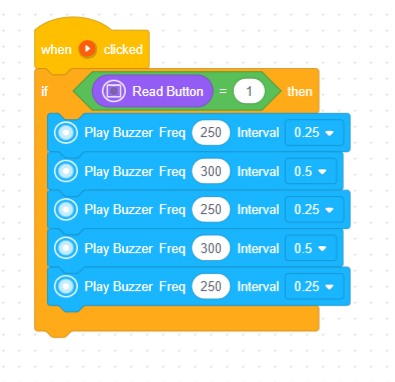 when clicked
if Read Button = 1 then
Play Buzzer Freq 250 Interval 0.25
Play Buzzer Freq 300 Interval 0.5
Play Buzzer Freq 250 Interval 0.25
Play Buzzer Freq 300 Interval 0.5
Play Buzzer Freq 250 Interval 0.25